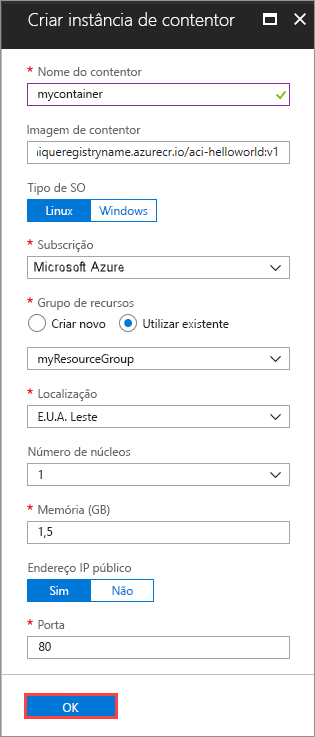 Criar instância de contentor
* Nome do contentor
mycontainer
Imagem de contentor
iqueregistryname.azurecr.io/aci-helloworld:v1
Tipo de SO
Linux Windows
* Subscrição
Microsoft Azure
* Grupo de recursos
Criar novo Utilizar existente
myResourceGroup
* Localização
E.U.A. Leste
Número de núcleos
1
* Memória (GB)
1,5
Endereço IP público
Sim Não
* Porta
80
OK